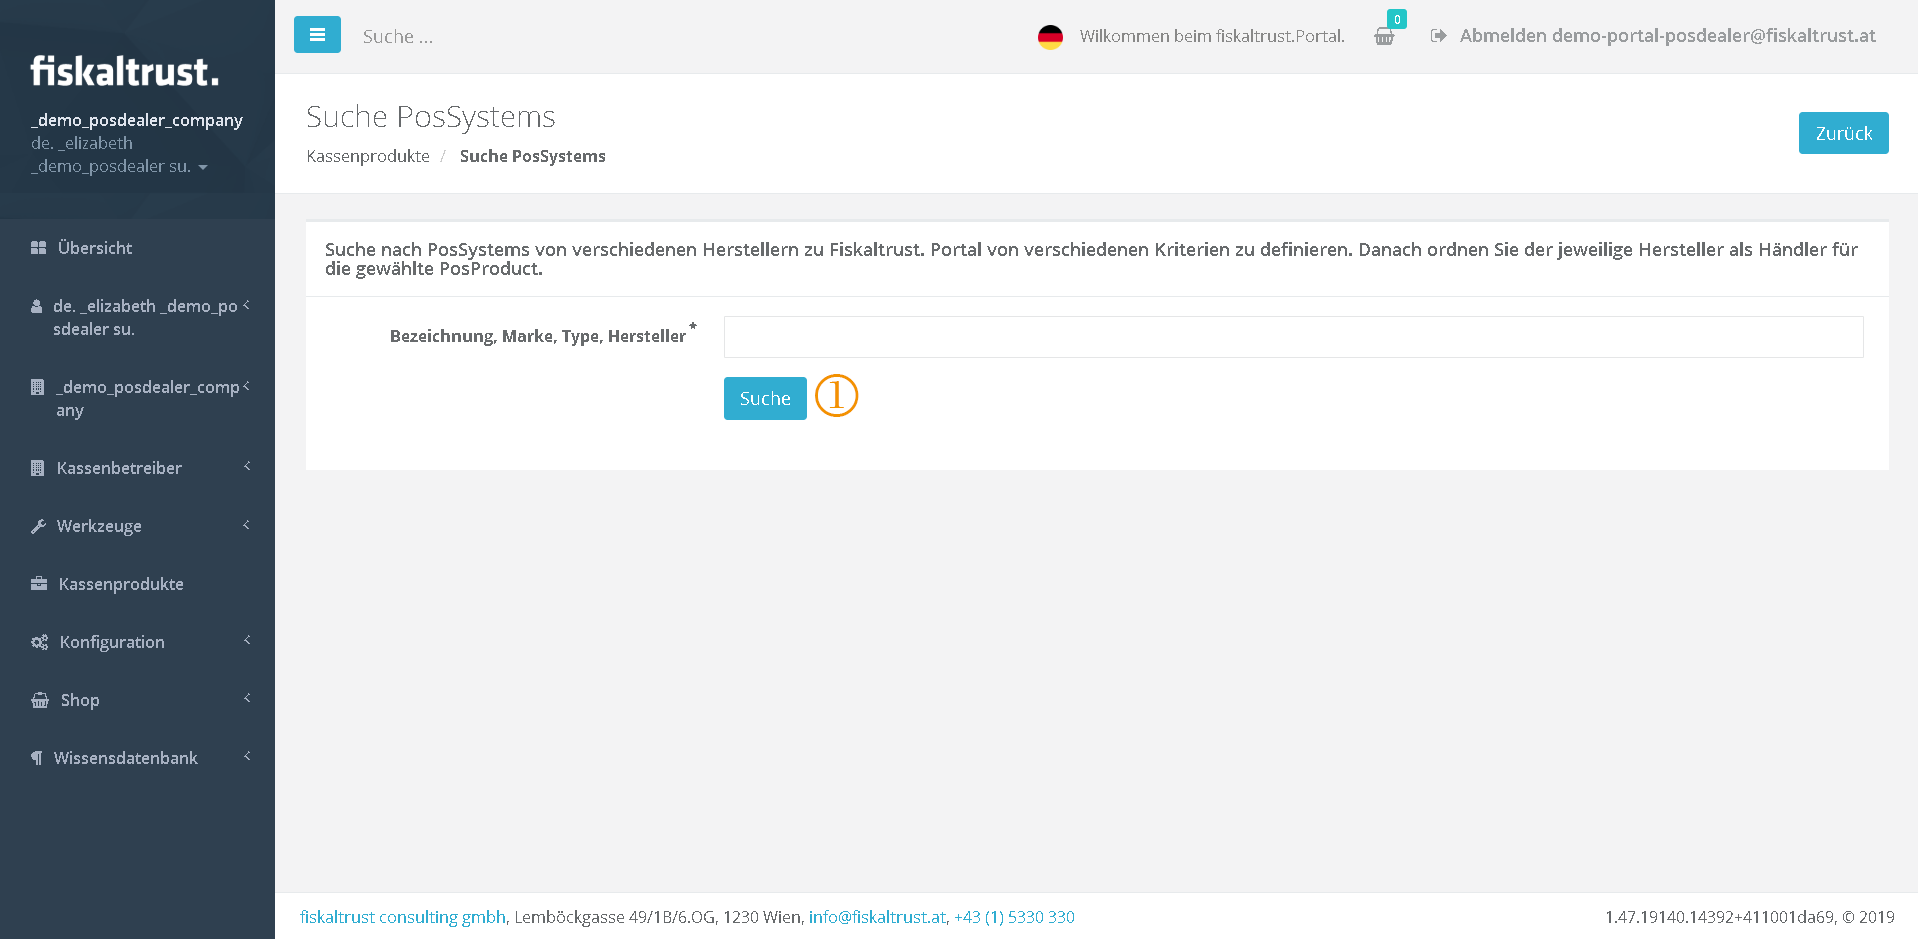 fiskaltrust.
_demo_posdealer_company
de. _elizabeth
_demo_posdealer su.
Übersicht
de. _elizabeth _demo_po
sdealer su.
_demo_posdealer_comp
any
Kassenbetreiber
Werkzeuge
Kassenprodukte
Konfiguration
Shop
Wissensdatenbank
Suche ...
Wilkommen beim fiskaltrust.Portal.
0
Abmelden demo-portal-posdealer@fiskaltrust.at
Suche PosSystems
Kassenprodukte / Suche PosSystems
Zurück
Suche nach PosSystems von verschiedenen Herstellern zu Fiskaltrust. Portal von verschiedenen Kriterien zu definieren. Danach ordnen Sie der jeweilige Hersteller als Händler für
die gewählte PosProduct.
Bezeichnung, Marke, Type, Hersteller *
Suche ①
fiskaltrust consulting gmbh, Lemböckgasse 49/1B/6.OG, 1230 Wien, info@fiskaltrust.at, +43 (1) 5330 330
1.47.19140.14392+411001da69, © 2019